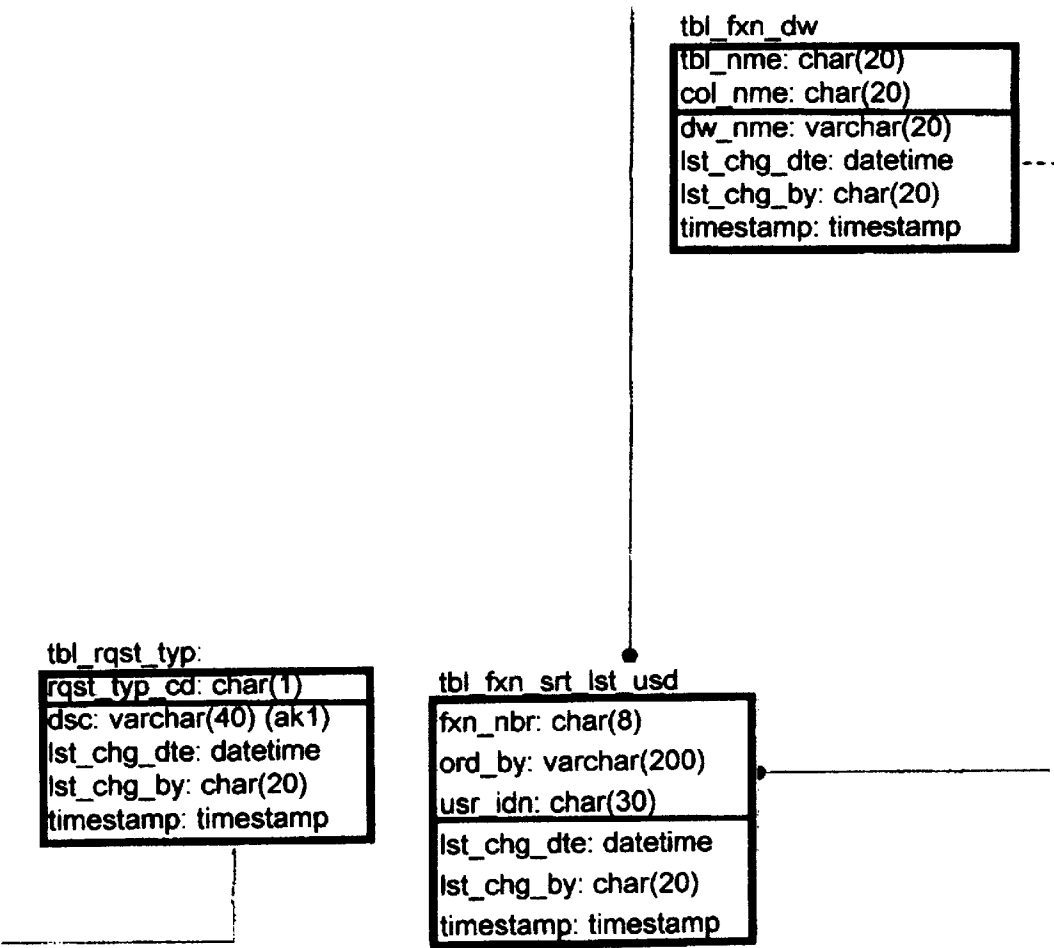 tbl_fxn_dw
tbl_nme: char(20)
col_nme: char(20)
dw_nme: varchar(20)
lst_chg_dte: datetime
lst_chg_by: char(20)
timestamp: timestamp
tbl_rqst_typ:
rqst_typ_cd: char(1)
dsc: varchar(40) (ak1)
lst_chg_dte: datetime
lst_chg_by: char(20)
timestamp: timestamp
tbl_fxn_srt_lst_usd
fxn_nbr: char(8)
ord_by: varchar(200)
usr_idn: char(30)
lst_chg_dte: datetime
lst_chg_by: char(20)
timestamp: timestamp